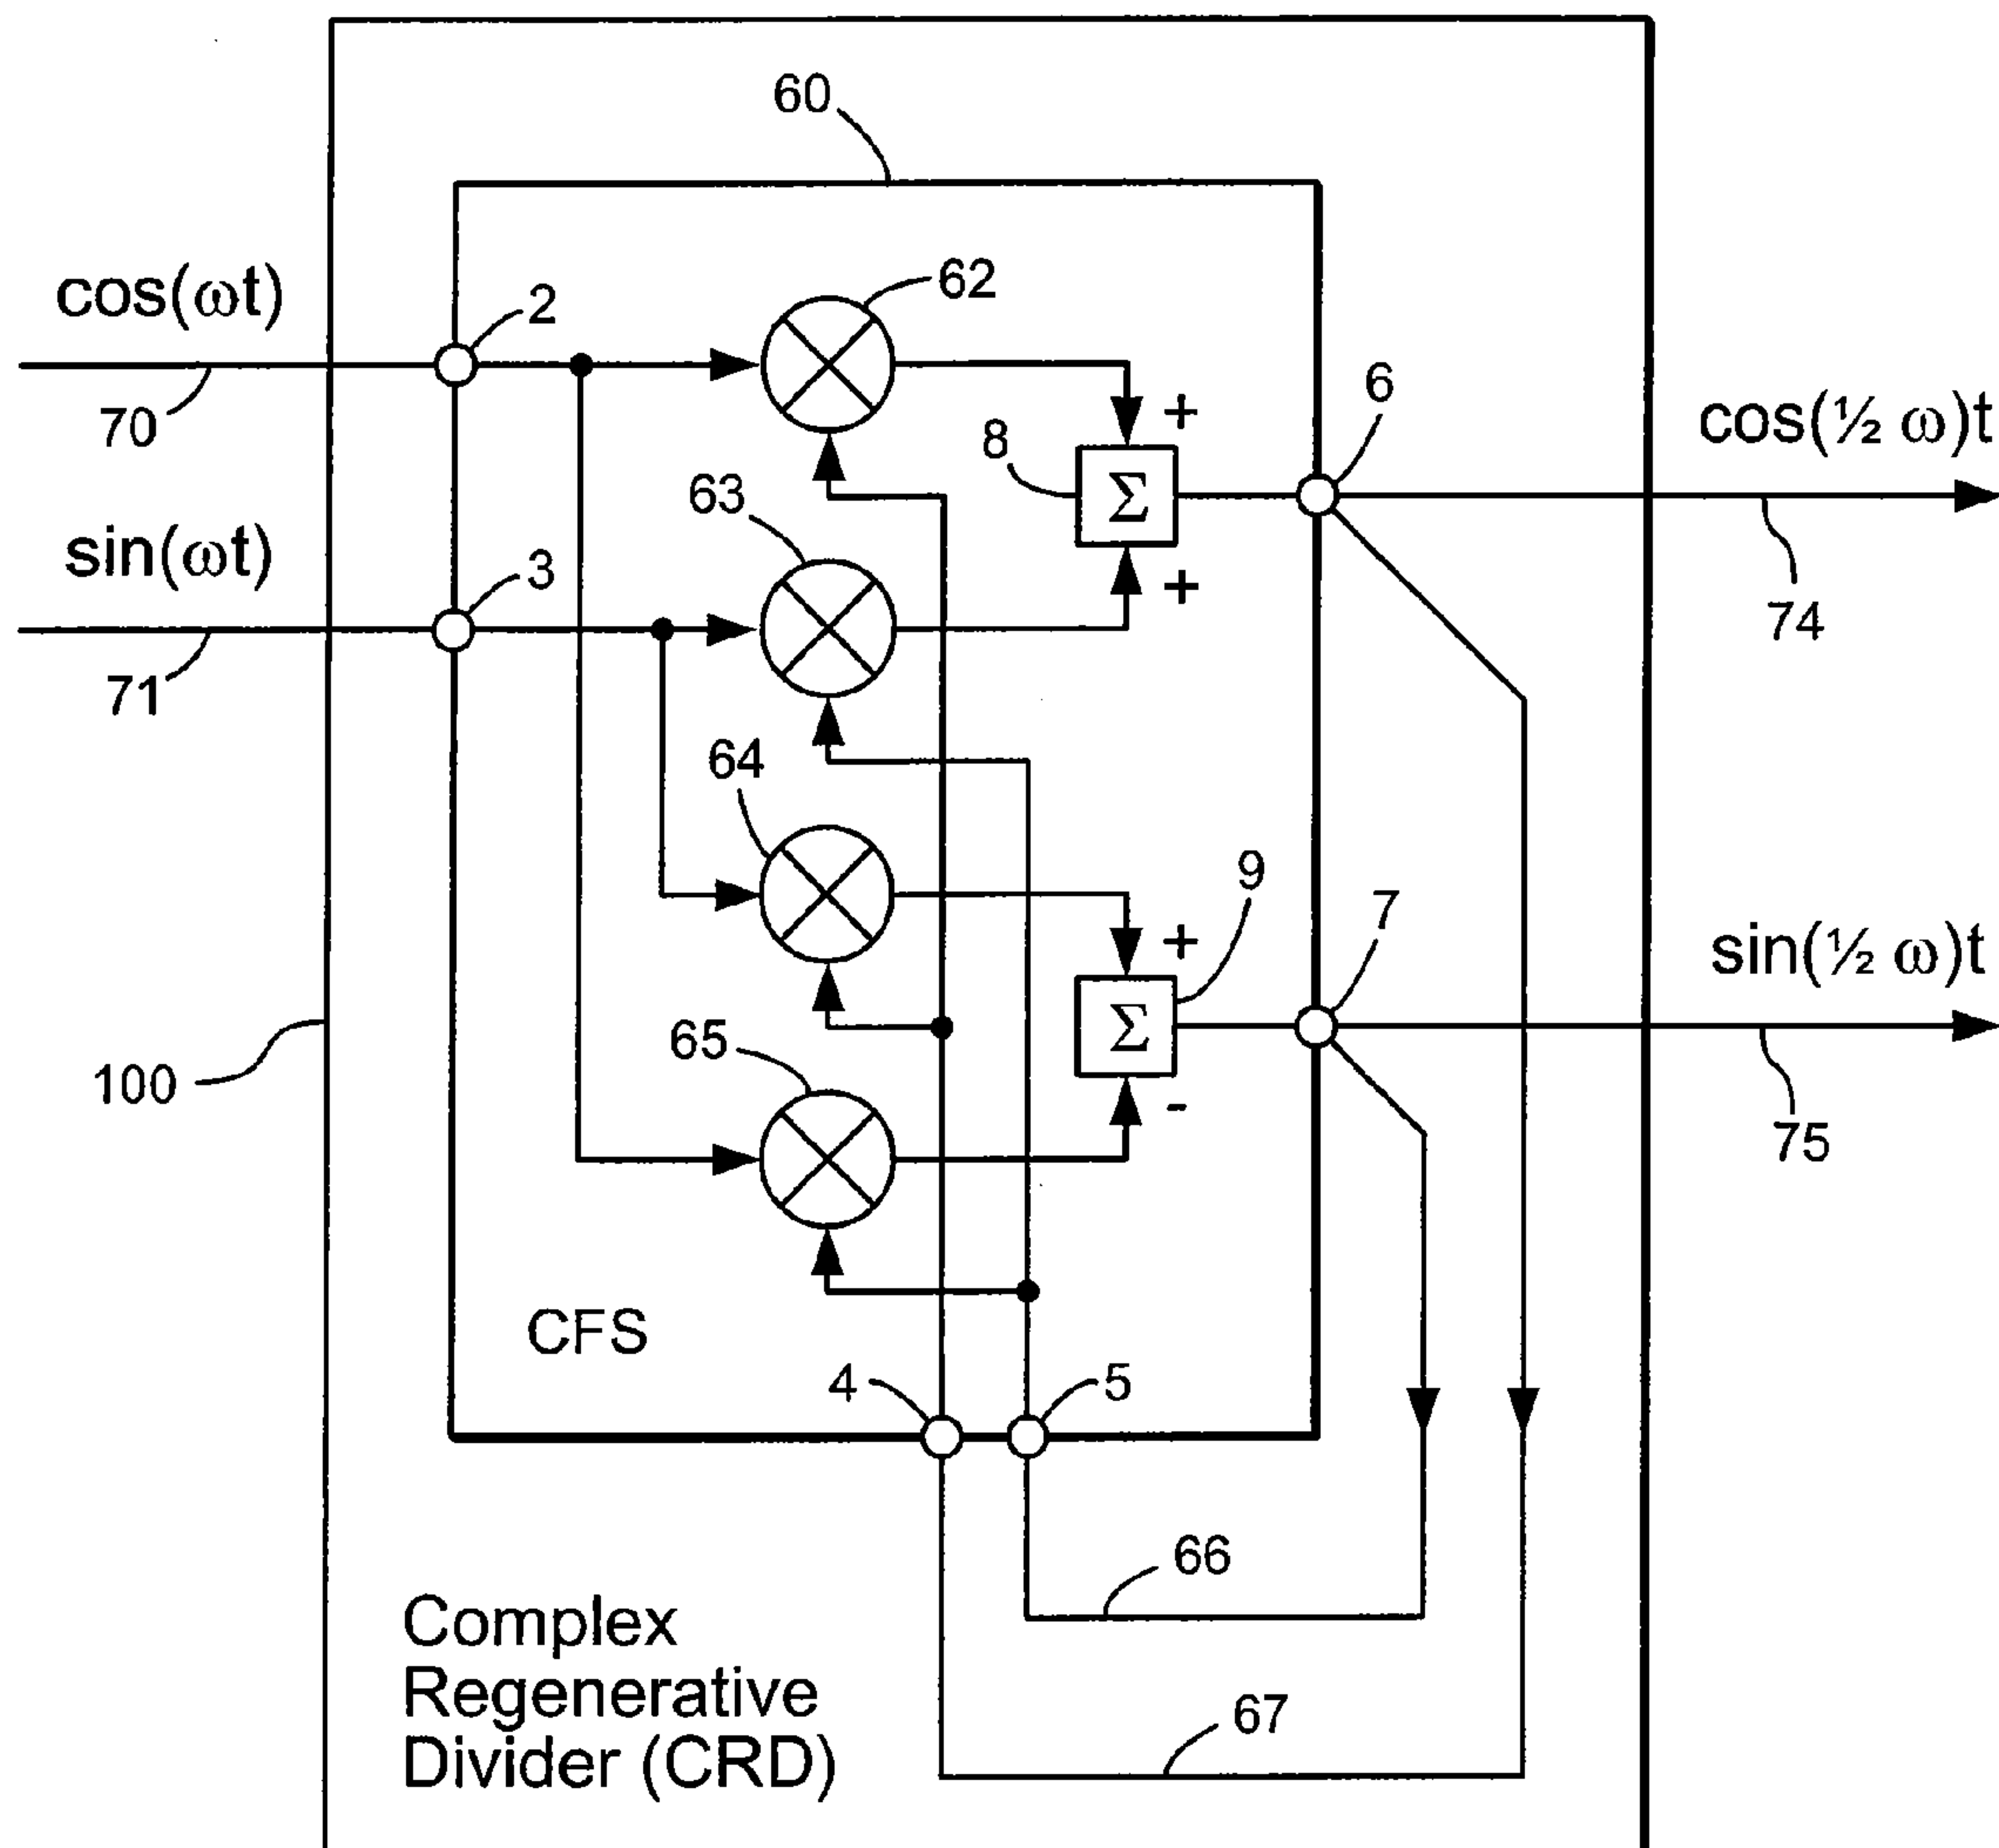 60
cos(ωt)
2
62
70
6
+
8
Σ
cos(½ ω)t
63
sin(ωt)
3
+
74
71
64
9
7
+
sin(½ ω)t
65
Σ
100
-
75
CFS
4
5
66
Complex
Regenerative
Divider (CRD)
67